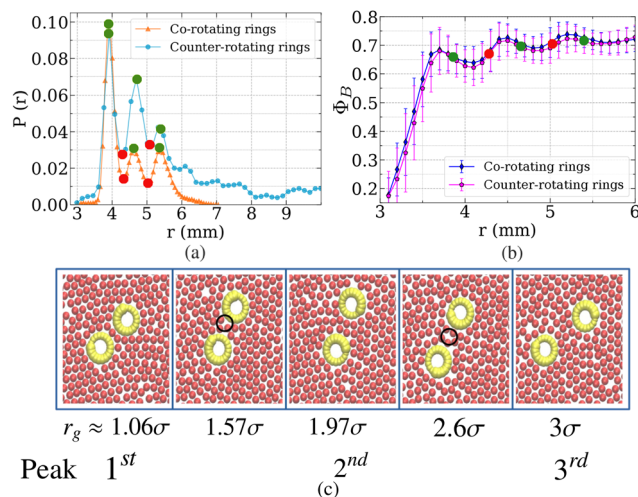 Co-rotating rings
Counter-rotating rings
P (r)
0.10
0.08
0.06
0.04
0.02
0.00
3 4 5 6 7 8 9
r (mm)
(a)
Φ̄_B
0.8
0.7
0.6
0.5
0.4
0.3
0.2
Co-rotating rings
Counter-rotating rings
3 4 5 6
r (mm)
(b)
r_g ≈ 1.06σ 1.57σ 1.97σ 2.6σ 3σ
Peak 1^st 2^nd 3^rd
(c)